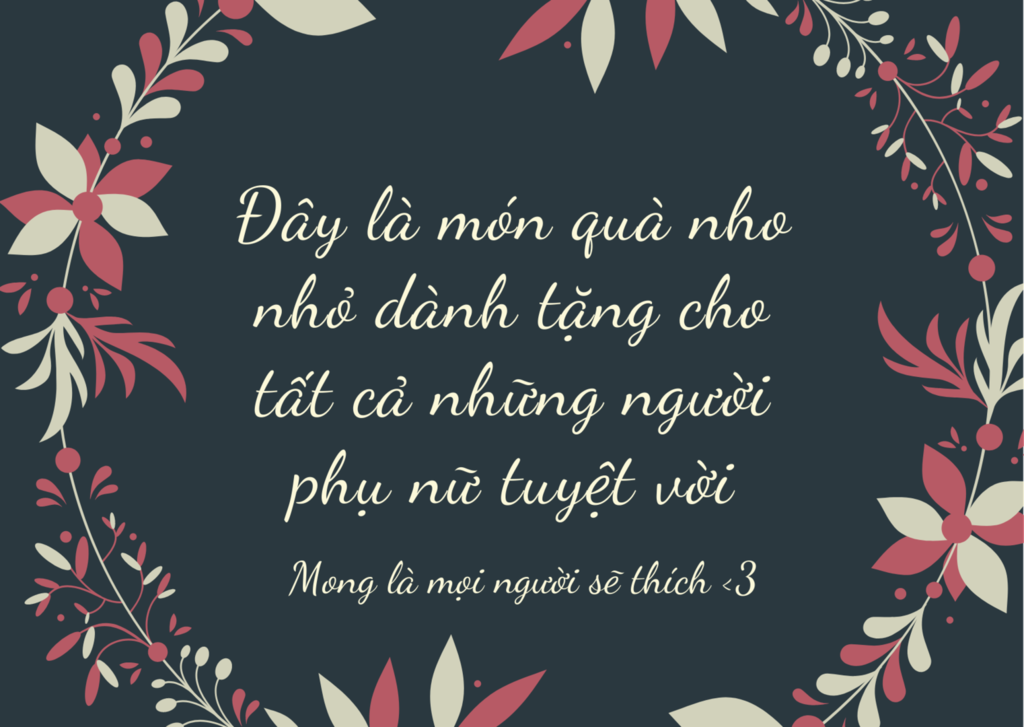 Đây là món quà nho
nhỏ dành tặng cho
tất cả những người
phụ nữ tuyệt vời
Mong là mọi người sẽ thích <3